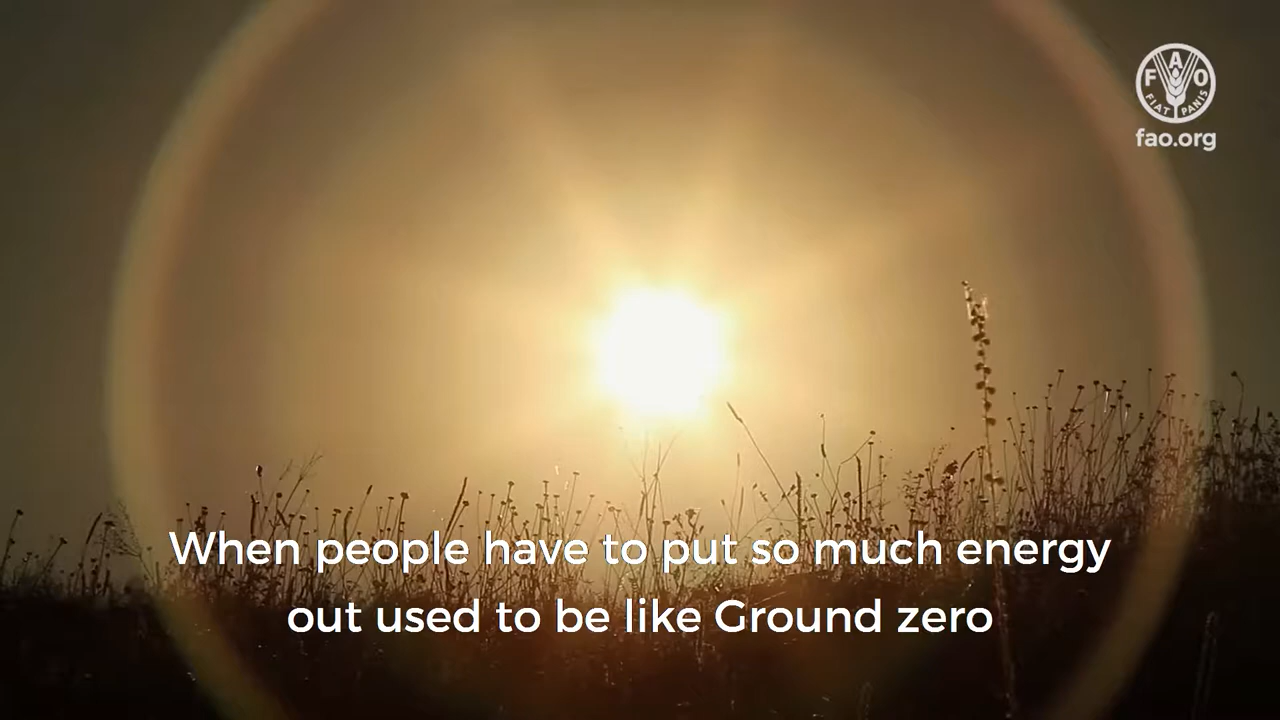 FAO
FIAT PANIS
fao.org
When people have to put so much energy
out used to be like Ground zero